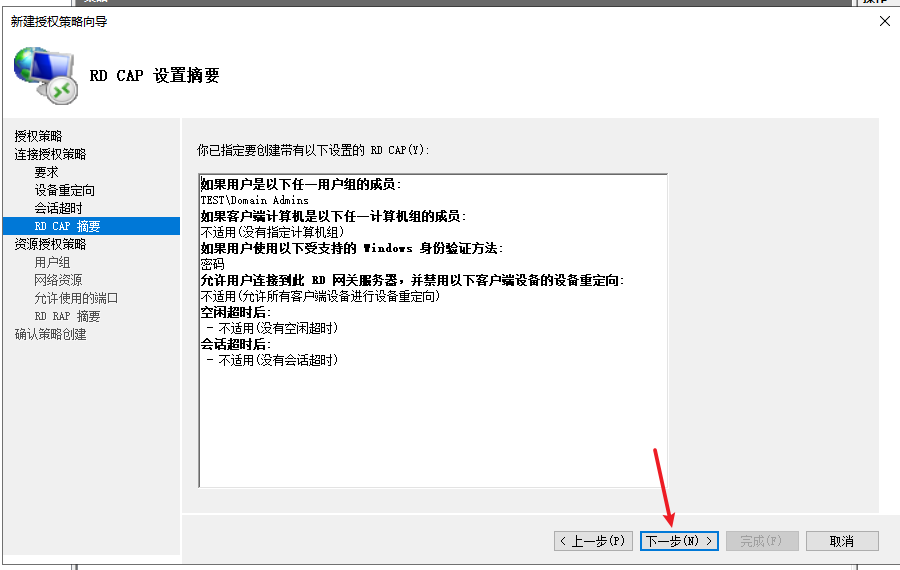 新建授权策略向导
RD CAP 设置摘要
授权策略
连接授权策略
要求
设备重定向
会话超时
RD CAP 摘要
资源授权策略
用户组
网络资源
允许使用的端口
RD RAP 摘要
确认策略创建
你已指定要创建带有以下设置的 RD CAP(Y):
如果用户是以下任一用户组的成员:
TEST\Domain Admins
如果客户端计算机是以下任一计算机组的成员:
不适用(没有指定计算机组)
如果用户使用以下受支持的 Windows 身份验证方法:
密码
允许用户连接到此 RD 网关服务器，并禁用以下客户端设备的设备重定向:
不适用(允许所有客户端设备进行设备重定向)
空闲超时后:
- 不适用(没有空闲超时)
会话超时后:
- 不适用(没有会话超时)
< 上一步(P)
下一步(N) >
完成(F)
取消